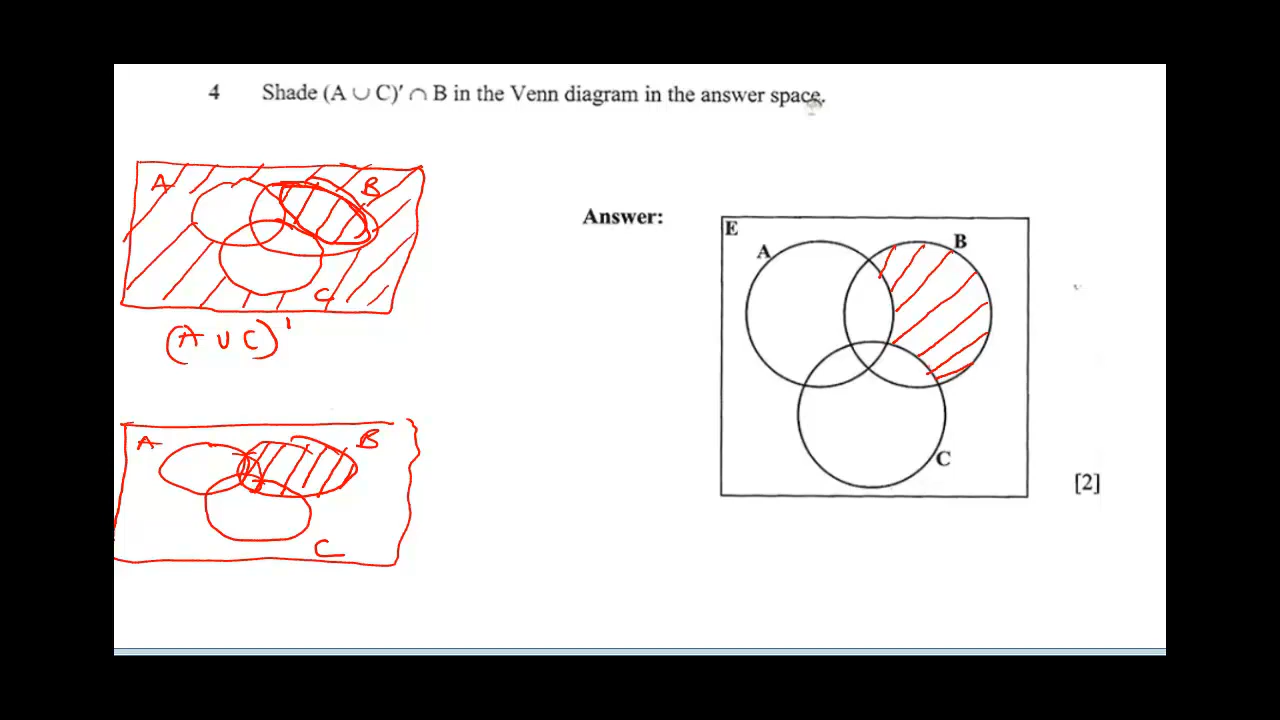 4 Shade (A ∪ C)′ ∩ B in the Venn diagram in the answer space.
A
B
C
(A ∪ C)'
A
B
C
Answer:
E
A
B
C
[2]